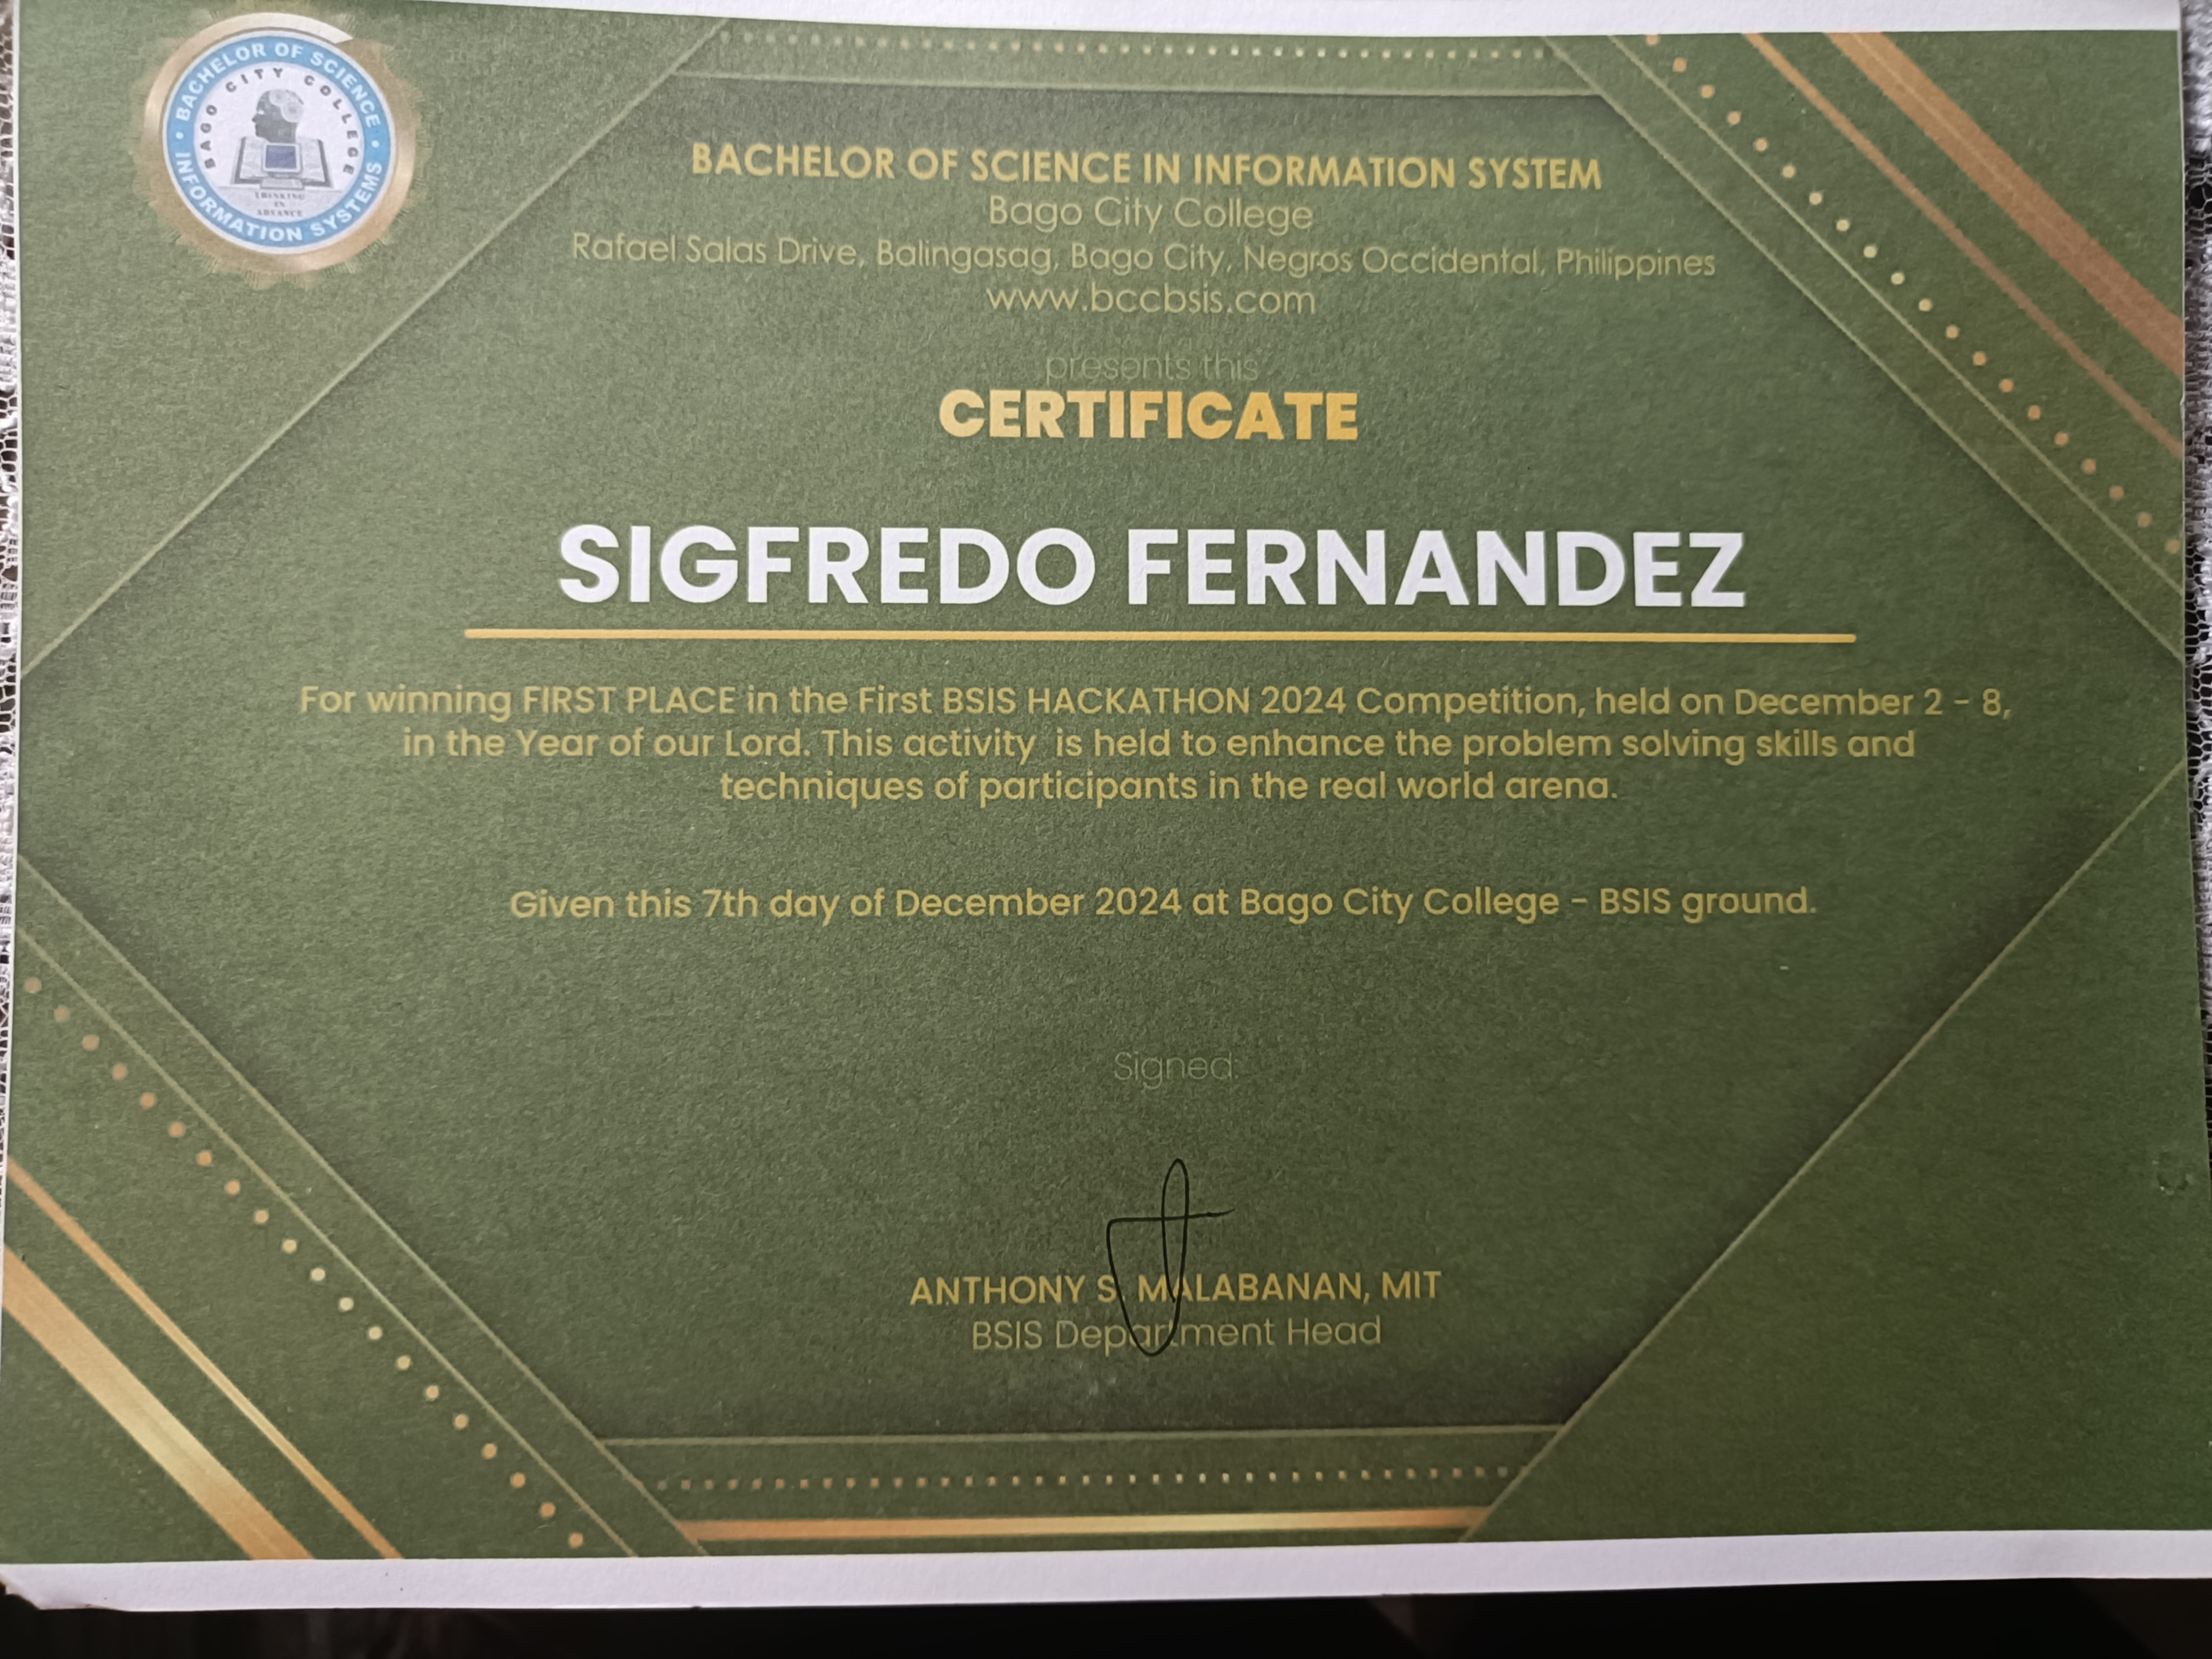 BACHELOR OF SCIENCE
IN INFORMATION SYSTEMS
BAGO CITY COLLEGE
THINKING
IN
ADVANCE
BACHELOR OF SCIENCE IN INFORMATION SYSTEM
Bago City College
Rafael Salas Drive, Balingasag, Bago City, Negros Occidental, Philippines
www.bccbsis.com
presents this
CERTIFICATE
SIGFREDO FERNANDEZ
For winning FIRST PLACE in the First BSIS HACKATHON 2024 Competition, held on December 2 - 8,
in the Year of our Lord. This activity is held to enhance the problem solving skills and
techniques of participants in the real world arena.
Given this 7th day of December 2024 at Bago City College - BSIS ground.
Signed:
ANTHONY S. MALABANAN, MIT
BSIS Department Head